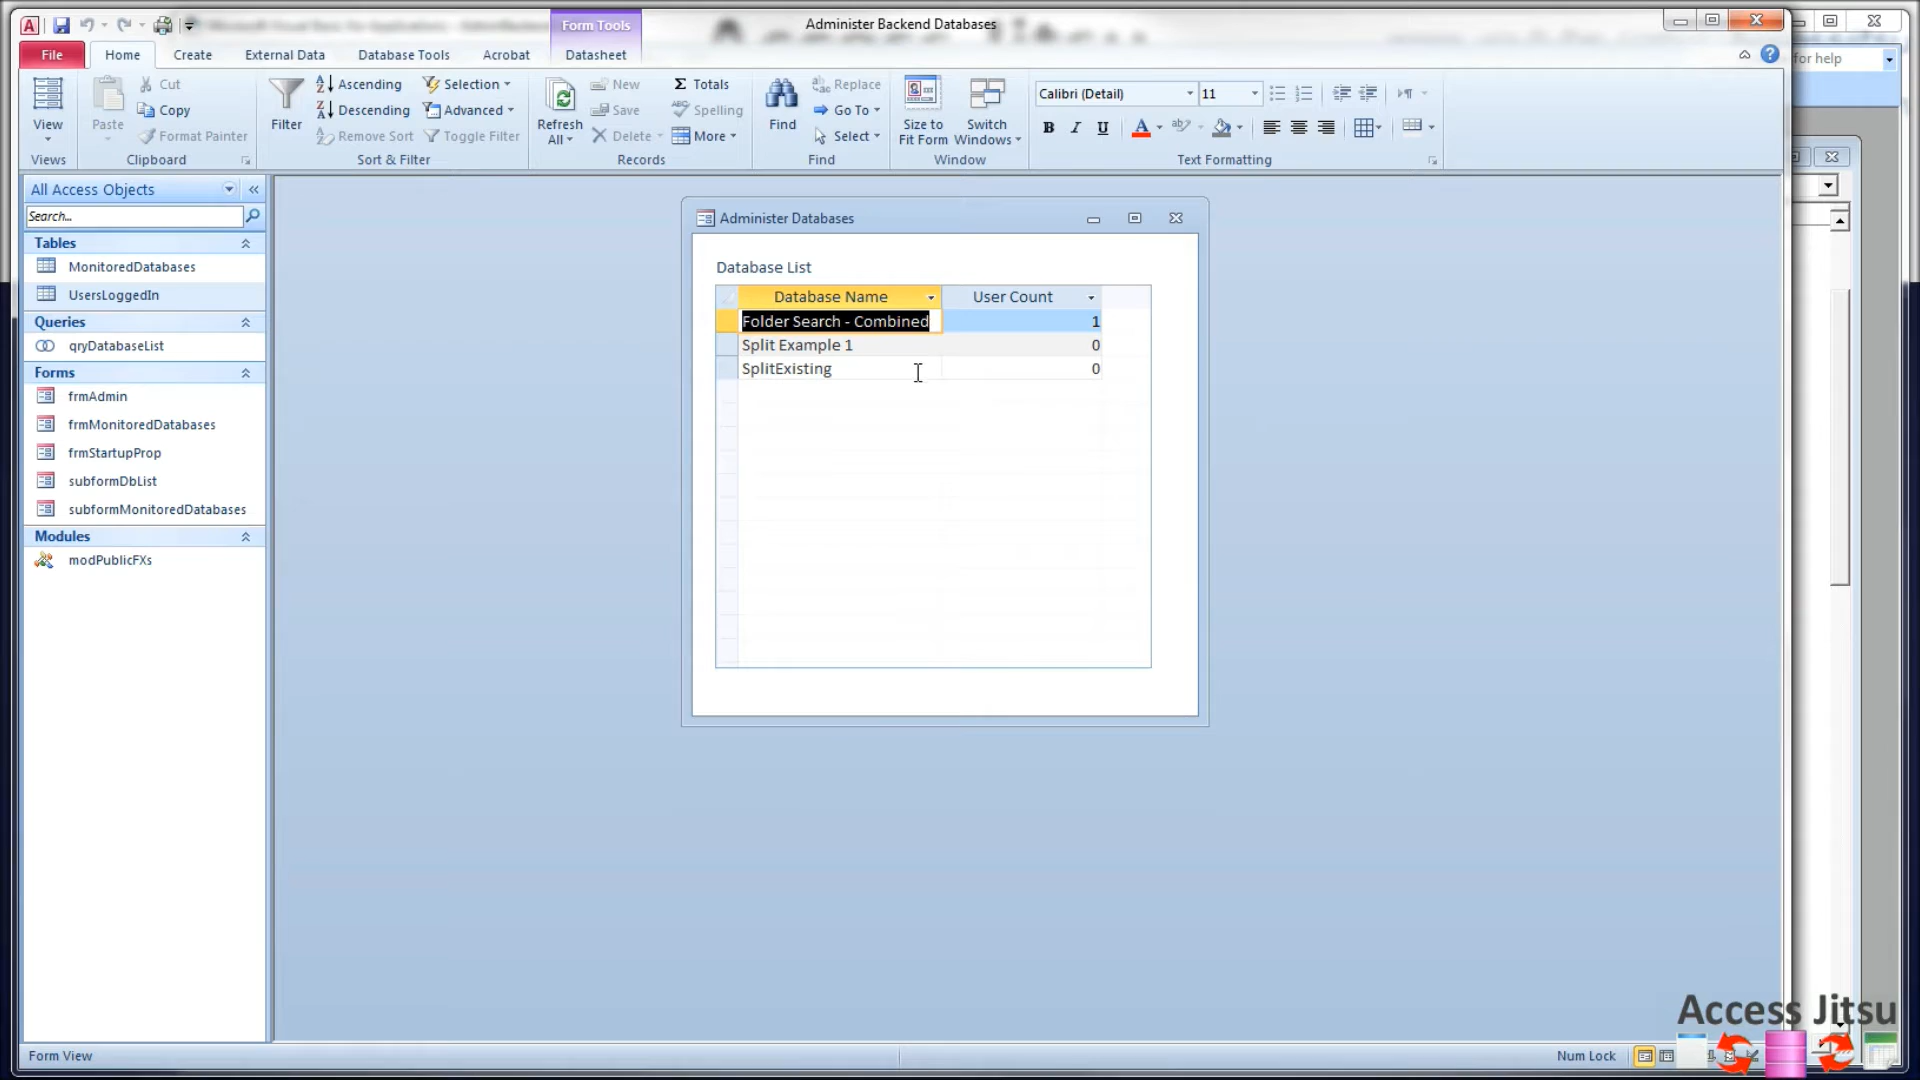 Form Tools
Administer Backend Databases
File
Home
Create
External Data
Database Tools
Acrobat
Datasheet
for help
View
Views
Paste
Cut
Copy
Format Painter
Clipboard
Filter
Ascending
Descending
Remove Sort
Selection
Advanced
Toggle Filter
Sort & Filter
Refresh
All
New
Save
Delete
Totals
Spelling
More
Records
Find
Replace
Go To
Select
Find
Size to
Fit Form
Switch
Windows
Window
Calibri (Detail)
11
B I U
A
Text Formatting
All Access Objects
Search...
Tables
MonitoredDatabases
UsersLoggedIn
Queries
qryDatabaseList
Forms
frmAdmin
frmMonitoredDatabases
frmStartupProp
subformDbList
subformMonitoredDatabases
Modules
modPublicFXs
Administer Databases
Database List
Database Name User Count
Folder Search - Combined 1
Split Example 1 0
SplitExisting 0
Form View
Num Lock
Access Jitsu